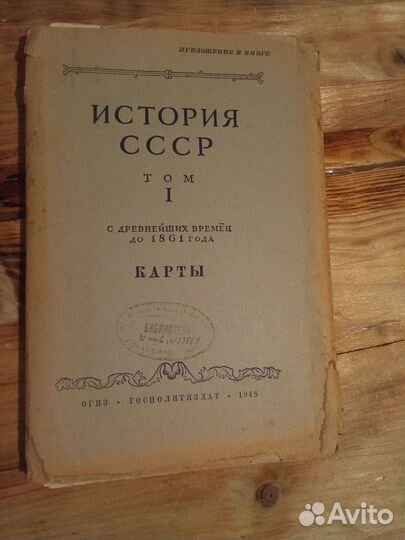 ПРИЛОЖЕНИЕ К КНИГЕ
ИСТОРИЯ
СССР
ТОМ
I
С ДРЕВНЕЙШИХ ВРЕМЁН
ДО 1861 ГОДА
КАРТЫ
БИБЛИОТЕКА
ОГИЗ • ГОСПОЛИТИЗДАТ • 1948
Avito